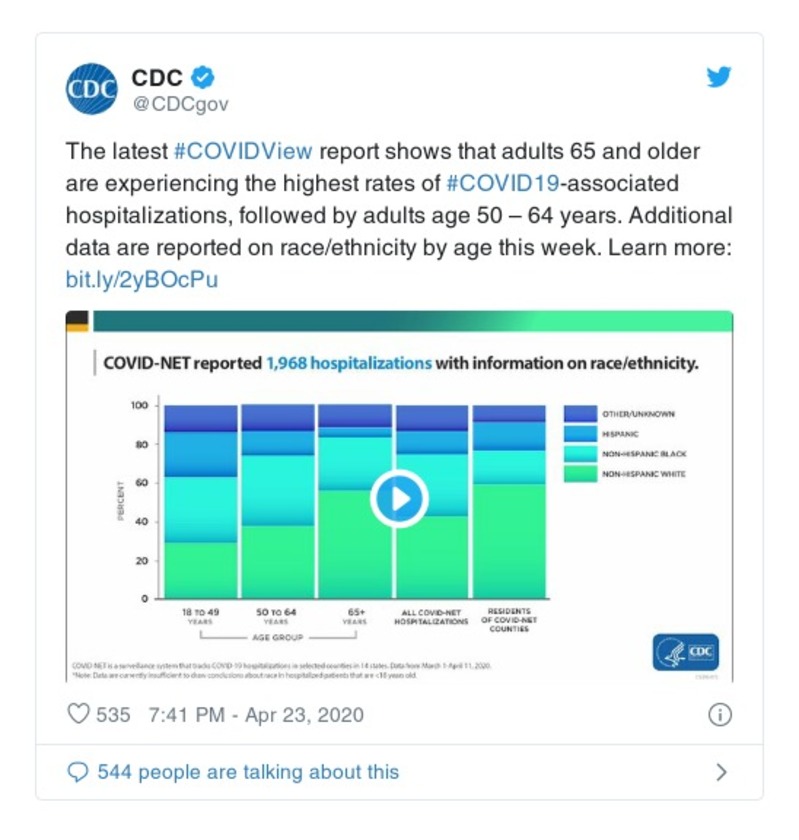 CDC
CDC
@CDCgov
The latest #COVIDView report shows that adults 65 and older
are experiencing the highest rates of #COVID19-associated
hospitalizations, followed by adults age 50 – 64 years. Additional
data are reported on race/ethnicity by age this week. Learn more:
bit.ly/2yBOcPu
COVID-NET reported 1,968 hospitalizations with information on race/ethnicity.
100
80
60
40
20
0
PERCENT
OTHER/UNKNOWN
HISPANIC
NON-HISPANIC BLACK
NON-HISPANIC WHITE
18 TO 49
YEARS
50 TO 64
YEARS
65+
YEARS
AGE GROUP
ALL COVID-NET
HOSPITALIZATIONS
RESIDENTS
OF COVID-NET
COUNTIES
CDC
COVID-NET is a surveillance system that tracks COVID-19 hospitalizations in selected counties in 14 states. Data from March 1-April 11, 2020.
*Note: Data are currently insufficient to draw conclusions about race in hospitalized patients that are <18 years old.
535 7:41 PM - Apr 23, 2020
544 people are talking about this